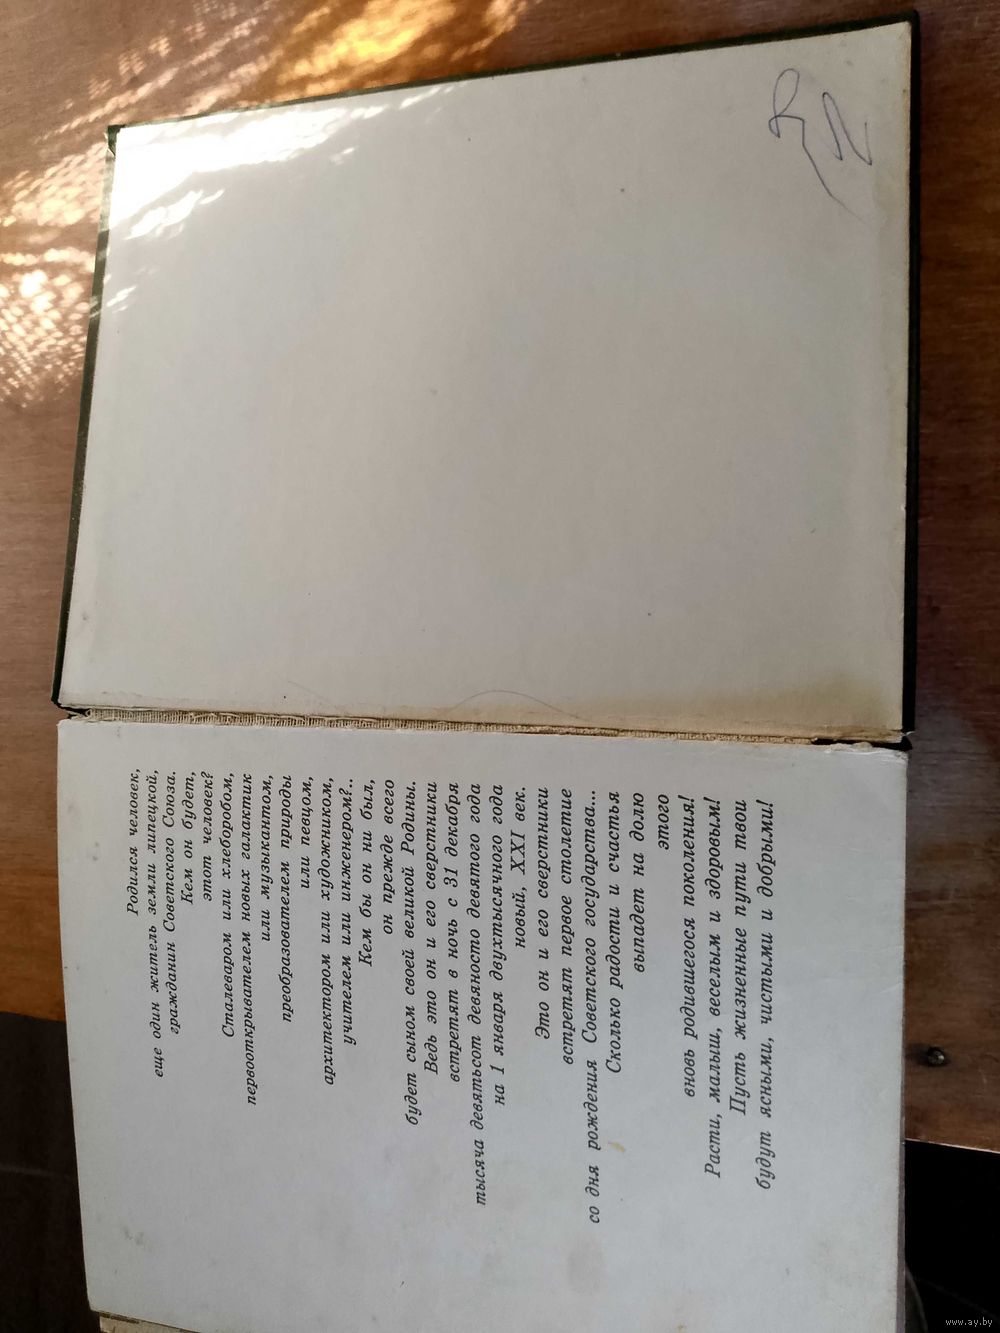 Родился человек,
еще один житель земли липецкой,
гражданин Советского Союза.
Кем он будет,
этот человек?
Сталеваром или хлеборобом,
первооткрывателем новых галактик
или музыкантом,
преобразователем природы
или певцом,
архитектором или художником,
учителем или инженером?..
Кем бы он ни был,
он прежде всего
будет сыном своей великой Родины.
Ведь это он и его сверстники
встретят в ночь с 31 декабря
тысяча девятьсот девяносто девятого года
на 1 января двухтысячного года
новый, XXI век.
Это он и его сверстники
встретят первое столетие
со дня рождения Советского государства...
Сколько радости и счастья
выпадет на долю
этого
вновь родившегося поколения!
Расти, малыш, веселым и здоровым!
Пусть жизненные пути твои
будут ясными, чистыми и добрыми!
www.ay.by